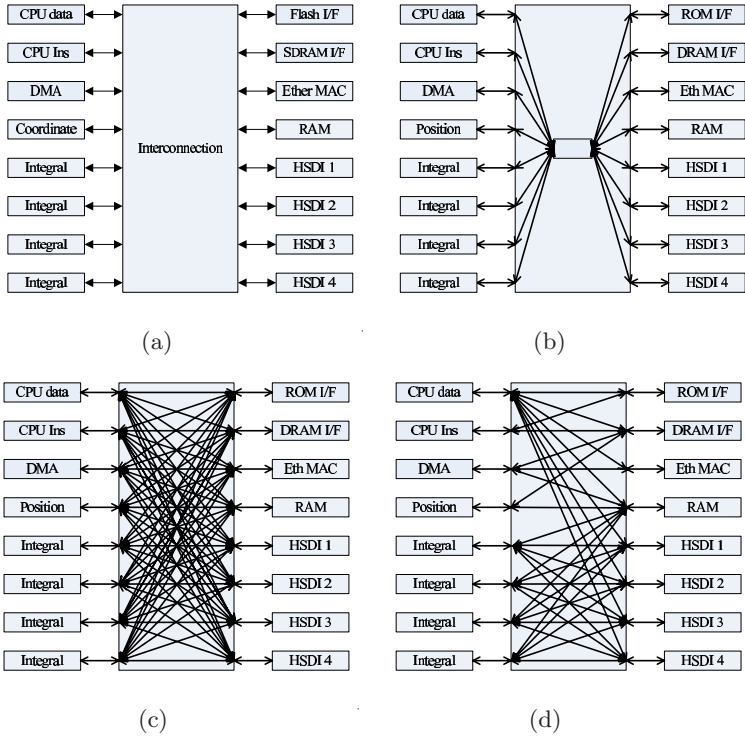 CPU data
Flash I/F
CPU Ins
SDRAM I/F
DMA
Ether MAC
Coordinate
RAM
Interconnection
Integral
HSDI 1
Integral
HSDI 2
Integral
HSDI 3
Integral
HSDI 4
(a)
CPU data
ROM I/F
CPU Ins
DRAM I/F
DMA
Eth MAC
Position
RAM
Integral
HSDI 1
Integral
HSDI 2
Integral
HSDI 3
Integral
HSDI 4
(b)
CPU data
ROM I/F
CPU Ins
DRAM I/F
DMA
Eth MAC
Position
RAM
Integral
HSDI 1
Integral
HSDI 2
Integral
HSDI 3
Integral
HSDI 4
(c)
CPU data
ROM I/F
CPU Ins
DRAM I/F
DMA
Eth MAC
Position
RAM
Integral
HSDI 1
Integral
HSDI 2
Integral
HSDI 3
Integral
HSDI 4
(d)